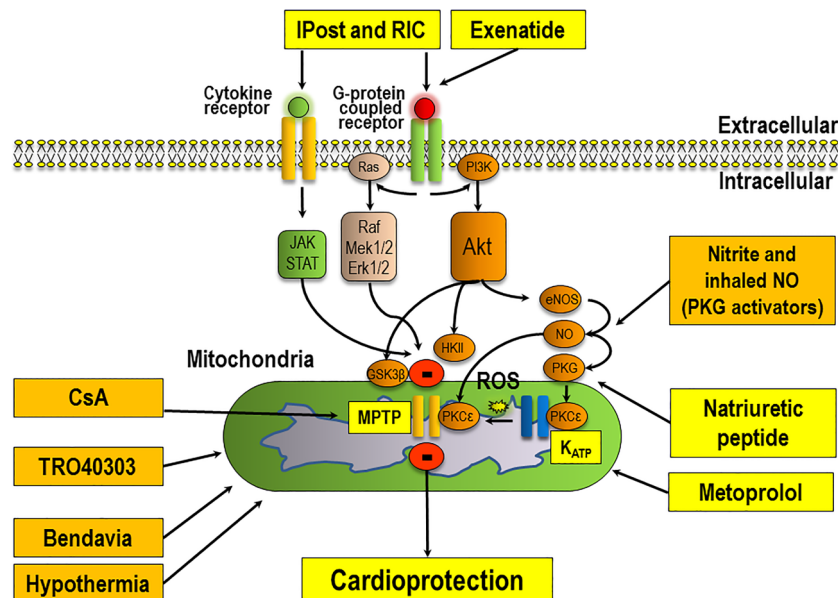 IPost and RIC
Exenatide
Cytokine
receptor
G-protein
coupled
receptor
Extracellular
Intracellular
Ras
PI3K
JAK
STAT
Raf
Mek1/2
Erk1/2
Akt
Nitrite and
inhaled NO
(PKG activators)
eNOS
NO
HKII
PKG
Mitochondria
GSK3β
-
ROS
CsA
MPTP
PKCε
PKCε
KATP
Natriuretic
peptide
TRO40303
-
Metoprolol
Bendavia
Hypothermia
Cardioprotection